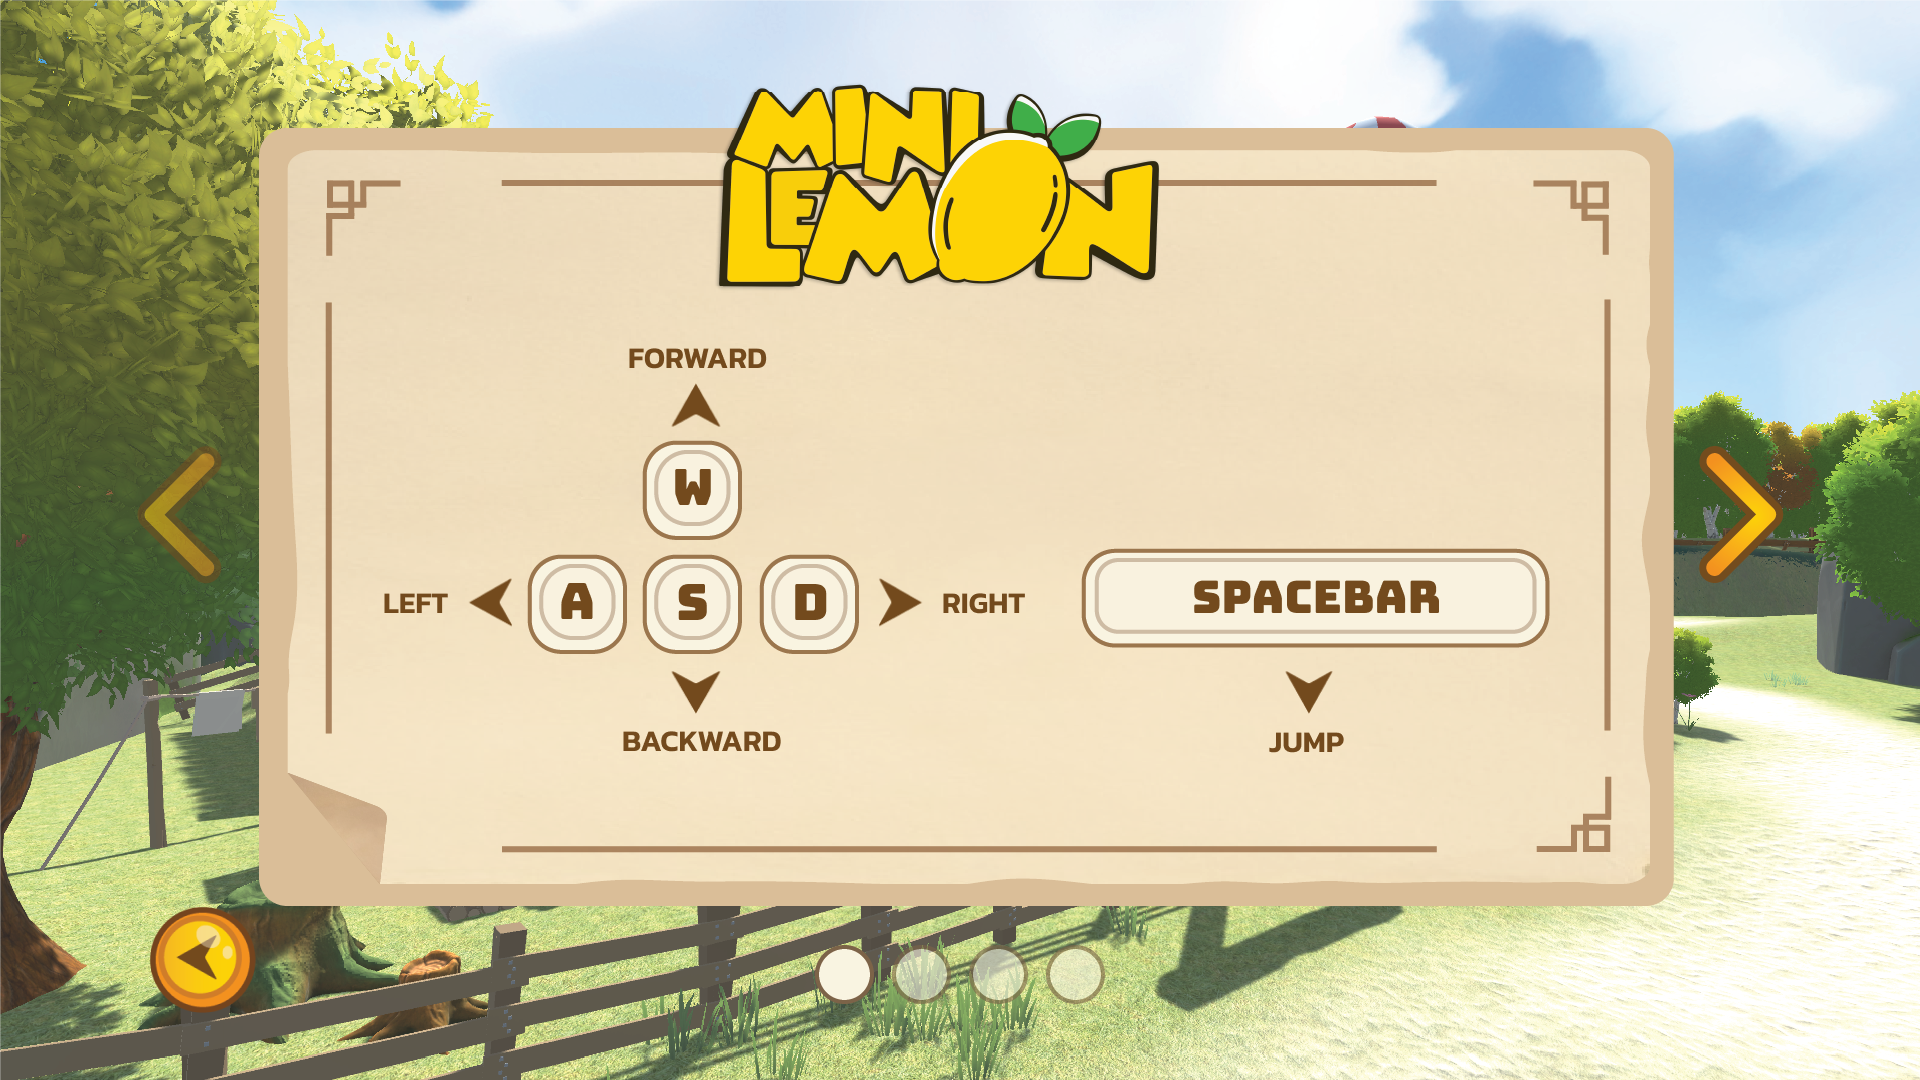 MINI
LEMON
FORWARD
W
LEFT A S D RIGHT
SPACEBAR
BACKWARD
JUMP